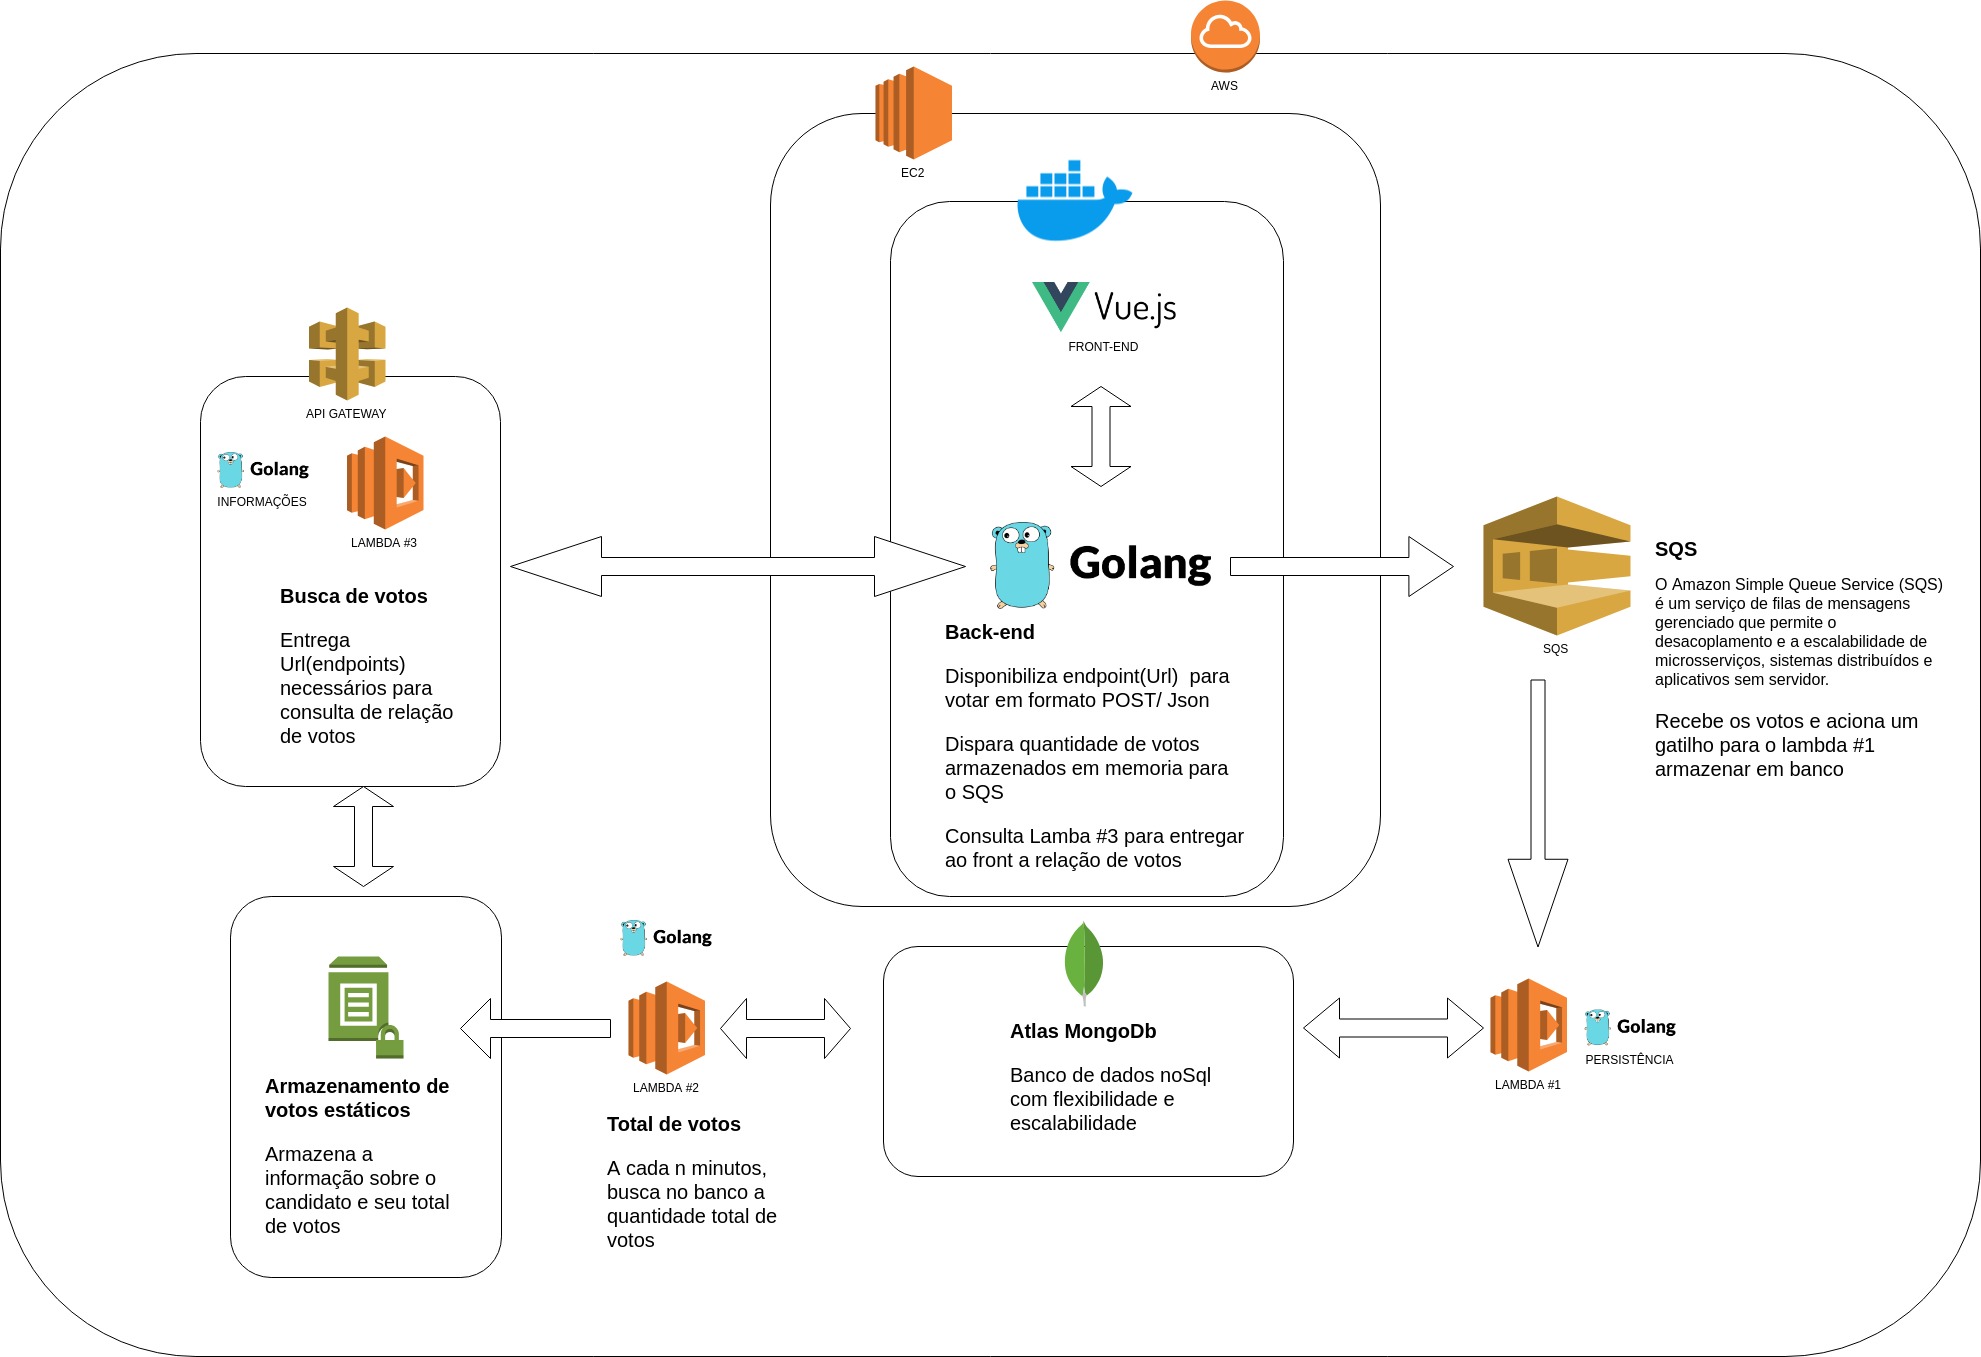 AWS
EC2
Vue.js
FRONT-END
API GATEWAY
Golang
INFORMAÇÕES
LAMBDA #3
Busca de votos
Entrega
Url(endpoints)
necessários para
consulta de relação
de votos
Golang
Back-end
Disponibiliza endpoint(Url)  para
votar em formato POST/ Json
Dispara quantidade de votos
armazenados em memoria para
o SQS
Consulta Lamba #3 para entregar
ao front a relação de votos
SQS
SQS
O Amazon Simple Queue Service (SQS)
é um serviço de filas de mensagens
gerenciado que permite o
desacoplamento e a escalabilidade de
microsserviços, sistemas distribuídos e
aplicativos sem servidor.
Recebe os votos e aciona um
gatilho para o lambda #1
armazenar em banco
Armazenamento de
votos estáticos
Armazena a
informação sobre o
candidato e seu total
de votos
Golang
LAMBDA #2
Total de votos
A cada n minutos,
busca no banco a
quantidade total de
votos
Atlas MongoDb
Banco de dados noSql
com flexibilidade e
escalabilidade
Golang
PERSISTÊNCIA
LAMBDA #1